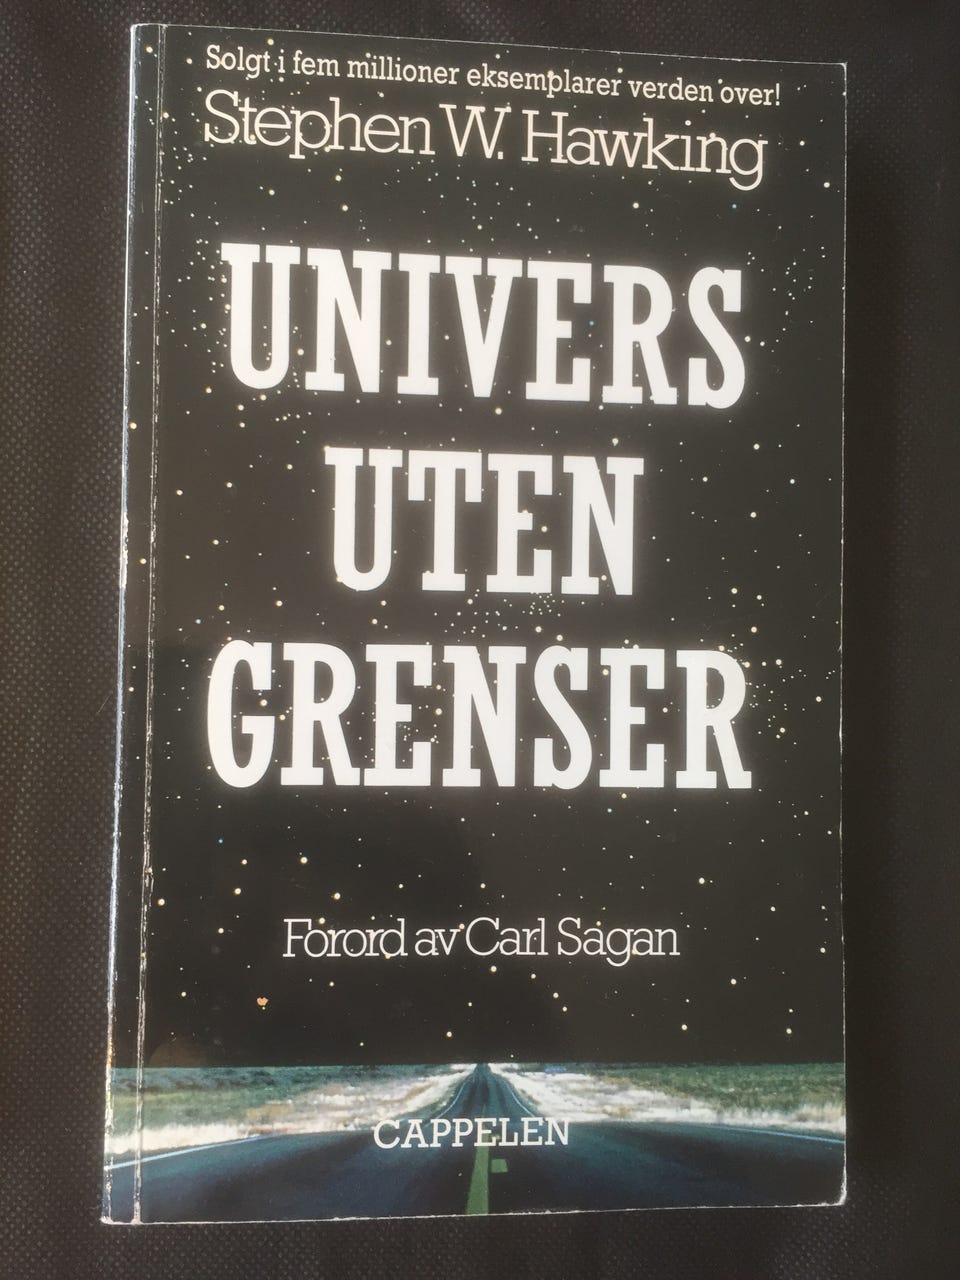 Solgt i fem millioner eksemplarer verden over!
Stephen W. Hawking
UNIVERS
UTEN
GRENSER
Forord av Carl Sagan
CAPPELEN